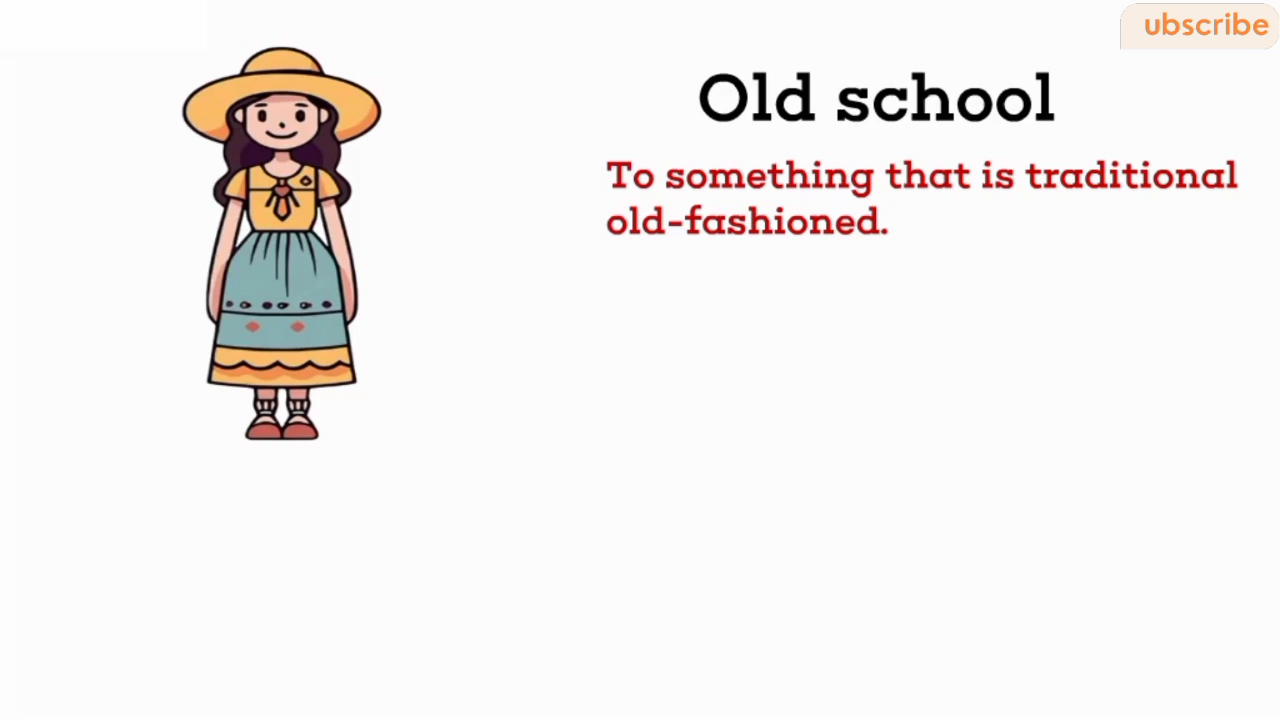 ubscribe
Old school
To something that is traditional
old-fashioned.